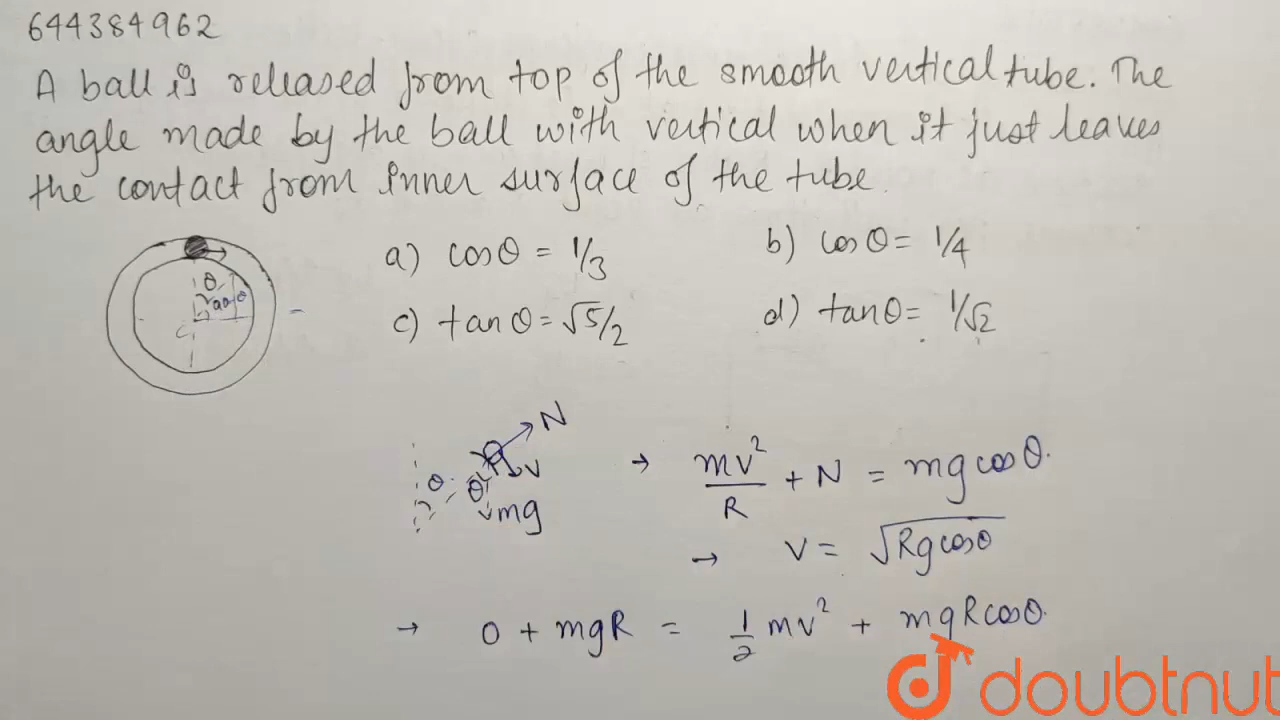 644384962
A ball is released from top of the smooth vertical tube. The
angle made by the ball with vertical when it just leaves
the contact from inner surface of the tube.
a) cosθ = 1/3
b) cosθ = 1/4
c) tanθ = √5/2
d) tanθ = 1/√2
θ
90-θ
C
N
θ
θ
v
mg
→ mv²/R + N = mg cosθ.
→ v = √Rg cosθ
→ 0 + mgR = 1/2 mv² + mgR cosθ.
doubtnut